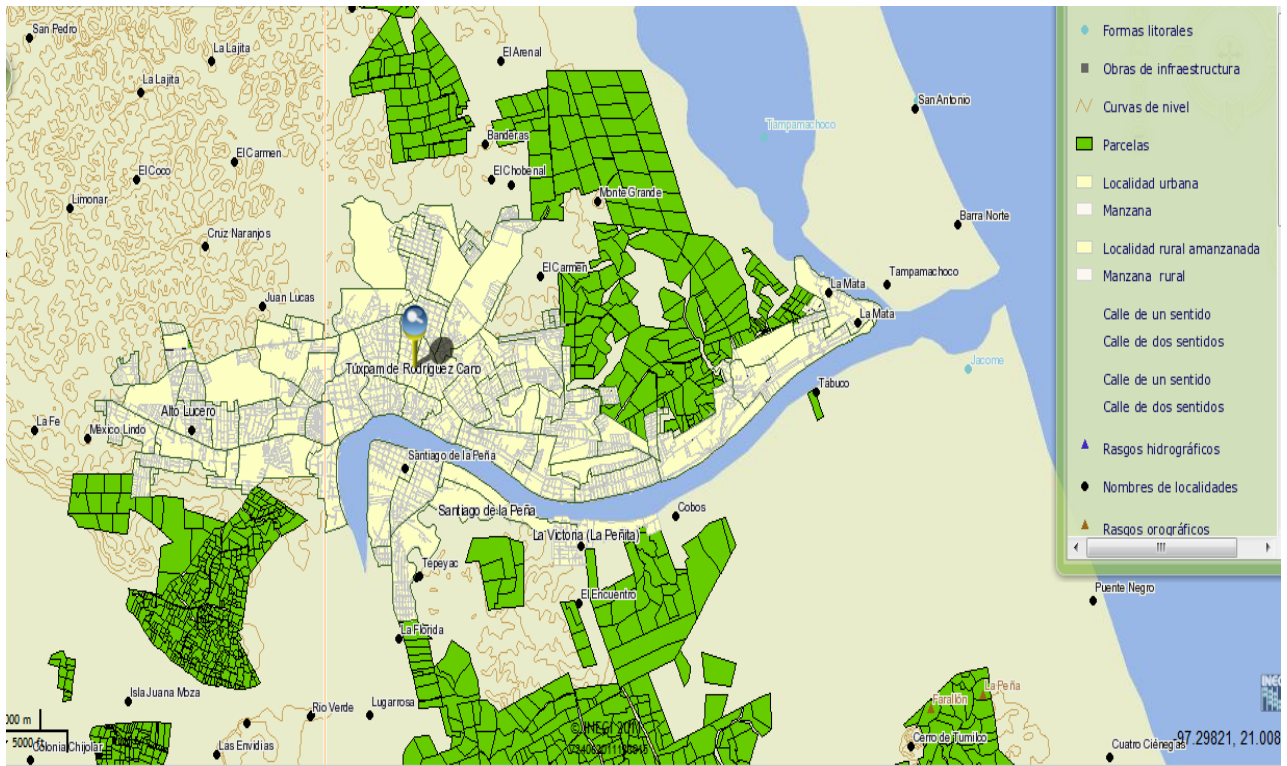 San Pedro
La Lajita
La Lajita
El Arenal
San Antonio
Tampamachoco
Banderas
El Carmen
El Coco
El Chobenal
Limonar
Monte Grande
Barra Norte
Cruz Naranjos
El Carmen
Tampamachoco
La Mata
Juan Lucas
La Mata
Túxpam de Rodríguez Cano
Jacome
Tabuco
Alto Lucero
La Fe
México Lindo
Santiago de la Peña
Santiago de la Peña
Cobos
La Victoria (La Peñita)
Tepeyac
El Encuentro
Puente Negro
La Florida
Isla Juana Moza
La Peña
Farallón
Rio Verde
Lugarrosa
000 m
5000 ft
Colonia Chijolar
Las Envidias
Cerro de Tumilco
Cuatro Ciénegas
-97.29821, 21.008
INEGI
Formas litorales
Obras de infraestructura
Curvas de nivel
Parcelas
Localidad urbana
Manzana
Localidad rural amanzanada
Manzana rural
Calle de un sentido
Calle de dos sentidos
Calle de un sentido
Calle de dos sentidos
Rasgos hidrográficos
Nombres de localidades
Rasgos orográficos